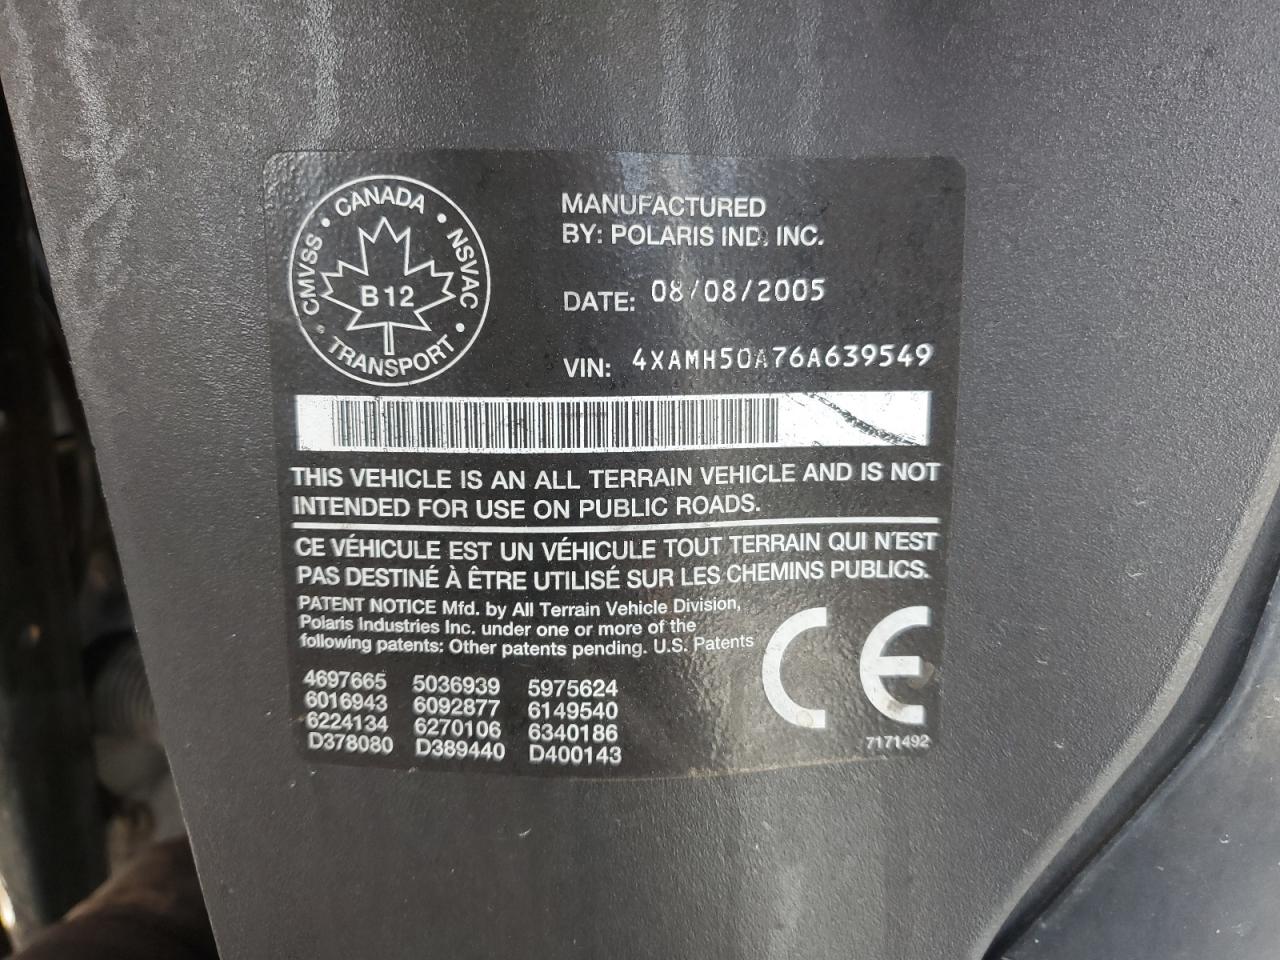 CANADA
CMVSS
NSVAC
B 12
TRANSPORT
MANUFACTURED
BY: POLARIS IND. INC.
DATE: 08/08/2005
VIN: 4XAMH50A76A639549
THIS VEHICLE IS AN ALL TERRAIN VEHICLE AND IS NOT
INTENDED FOR USE ON PUBLIC ROADS.
CE VÉHICULE EST UN VÉHICULE TOUT TERRAIN QUI N'EST
PAS DESTINÉ À ÊTRE UTILISÉ SUR LES CHEMINS PUBLICS.
PATENT NOTICE Mfd. by All Terrain Vehicle Division,
Polaris Industries Inc. under one or more of the
following patents: Other patents pending. U.S. Patents
4697665 5036939 5975624
6016943 6092877 6149540
6224134 6270106 6340186
D378080 D389440 D400143
CE
7171492